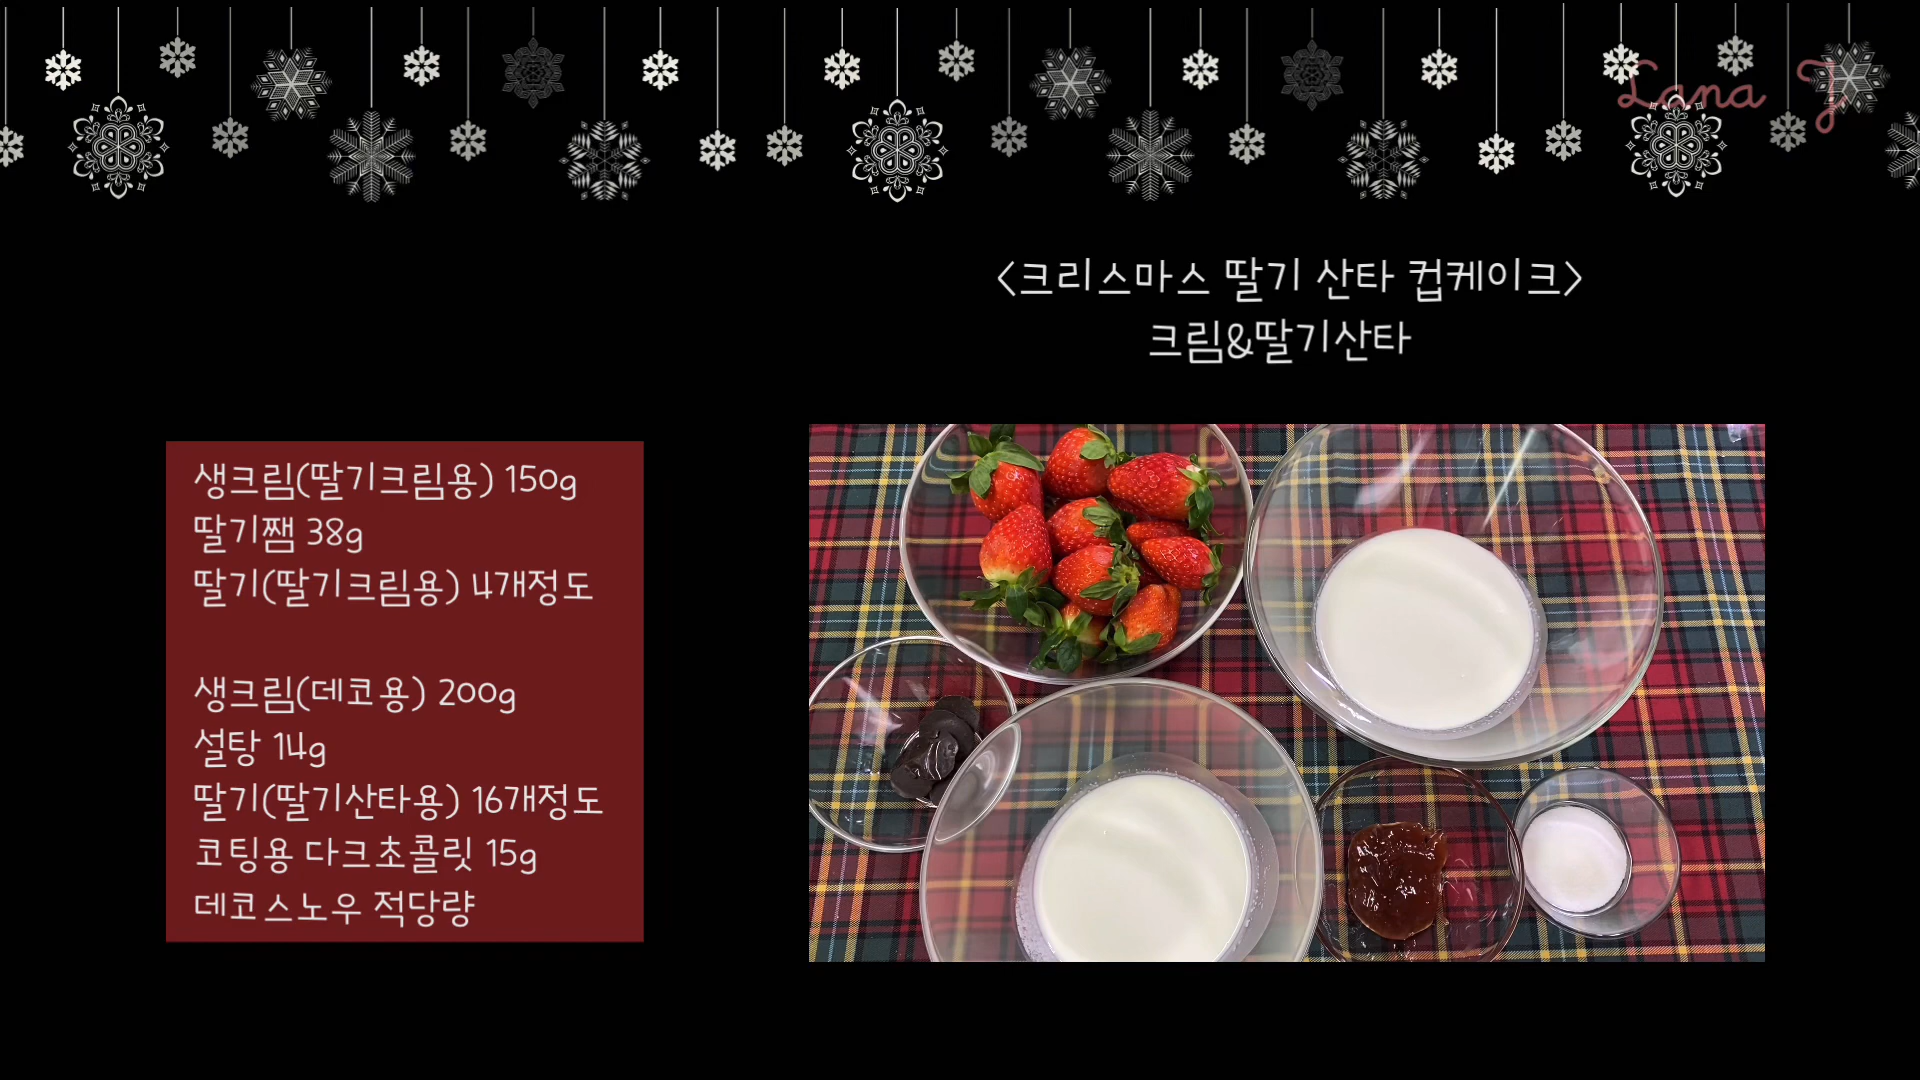 Lana J
<크리스마스 딸기 산타 컵케이크>
크림&딸기산타
생크림(딸기크림용) 150g
딸기쨈 38g
딸기(딸기크림용) 4개정도
생크림(데코용) 200g
설탕 14g
딸기(딸기산타용) 16개정도
코팅용 다크초콜릿 15g
데코스노우 적당량